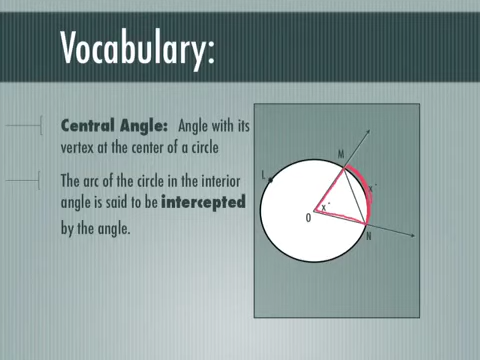 Vocabulary:
Central Angle: Angle with its
vertex at the center of a circle
The arc of the circle in the interior
angle is said to be intercepted
by the angle.
M
L
x°
x°
O
N